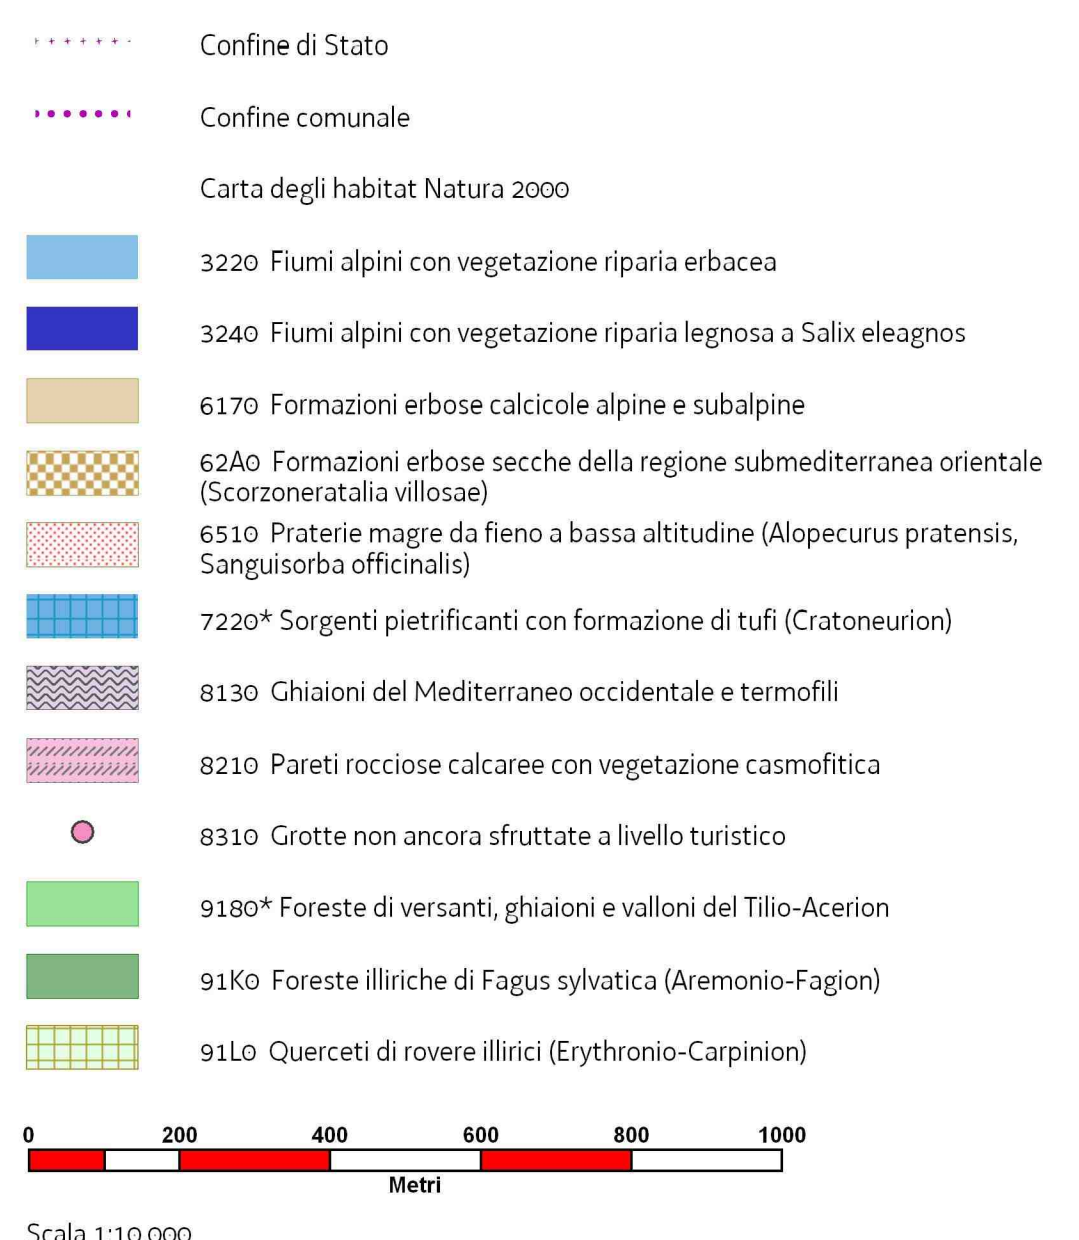 Confine di Stato
Confine comunale
Carta degli habitat Natura 2000
3220 Fiumi alpini con vegetazione riparia erbacea
3240 Fiumi alpini con vegetazione riparia legnosa a Salix eleagnos
6170 Formazioni erbose calcicole alpine e subalpine
62A0 Formazioni erbose secche della regione submediterranea orientale
(Scorzoneratalia villosae)
6510 Praterie magre da fieno a bassa altitudine (Alopecurus pratensis,
Sanguisorba officinalis)
7220* Sorgenti pietrificanti con formazione di tufi (Cratoneurion)
8130 Ghiaioni del Mediterraneo occidentale e termofili
8210 Pareti rocciose calcaree con vegetazione casmofitica
8310 Grotte non ancora sfruttate a livello turistico
9180* Foreste di versanti, ghiaioni e valloni del Tilio-Acerion
91K0 Foreste illiriche di Fagus sylvatica (Aremonio-Fagion)
91L0 Querceti di rovere illirici (Erythronio-Carpinion)
0 200 400 600 800 1000
Metri
Scala 1:10.000